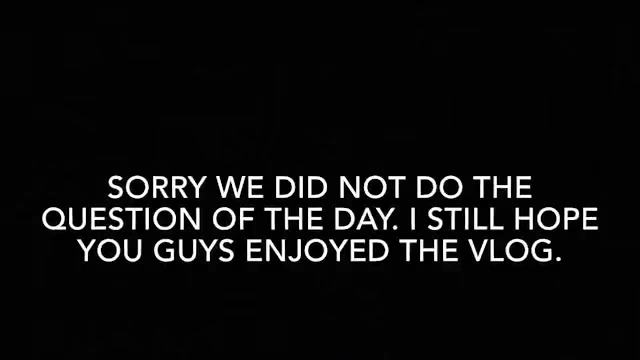 SORRY WE DID NOT DO THE
QUESTION OF THE DAY. I STILL HOPE
YOU GUYS ENJOYED THE VLOG.